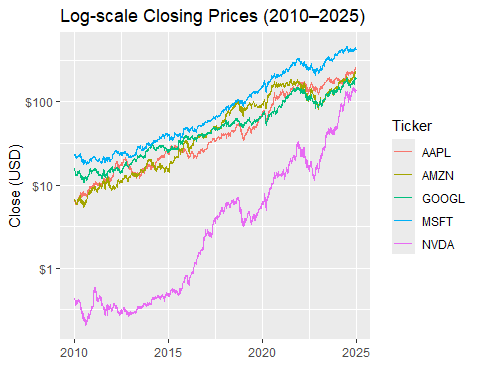 Log-scale Closing Prices (2010–2025)
Close (USD)
$100
$10
$1
2010
2015
2020
2025
Ticker
AAPL
AMZN
GOOGL
MSFT
NVDA